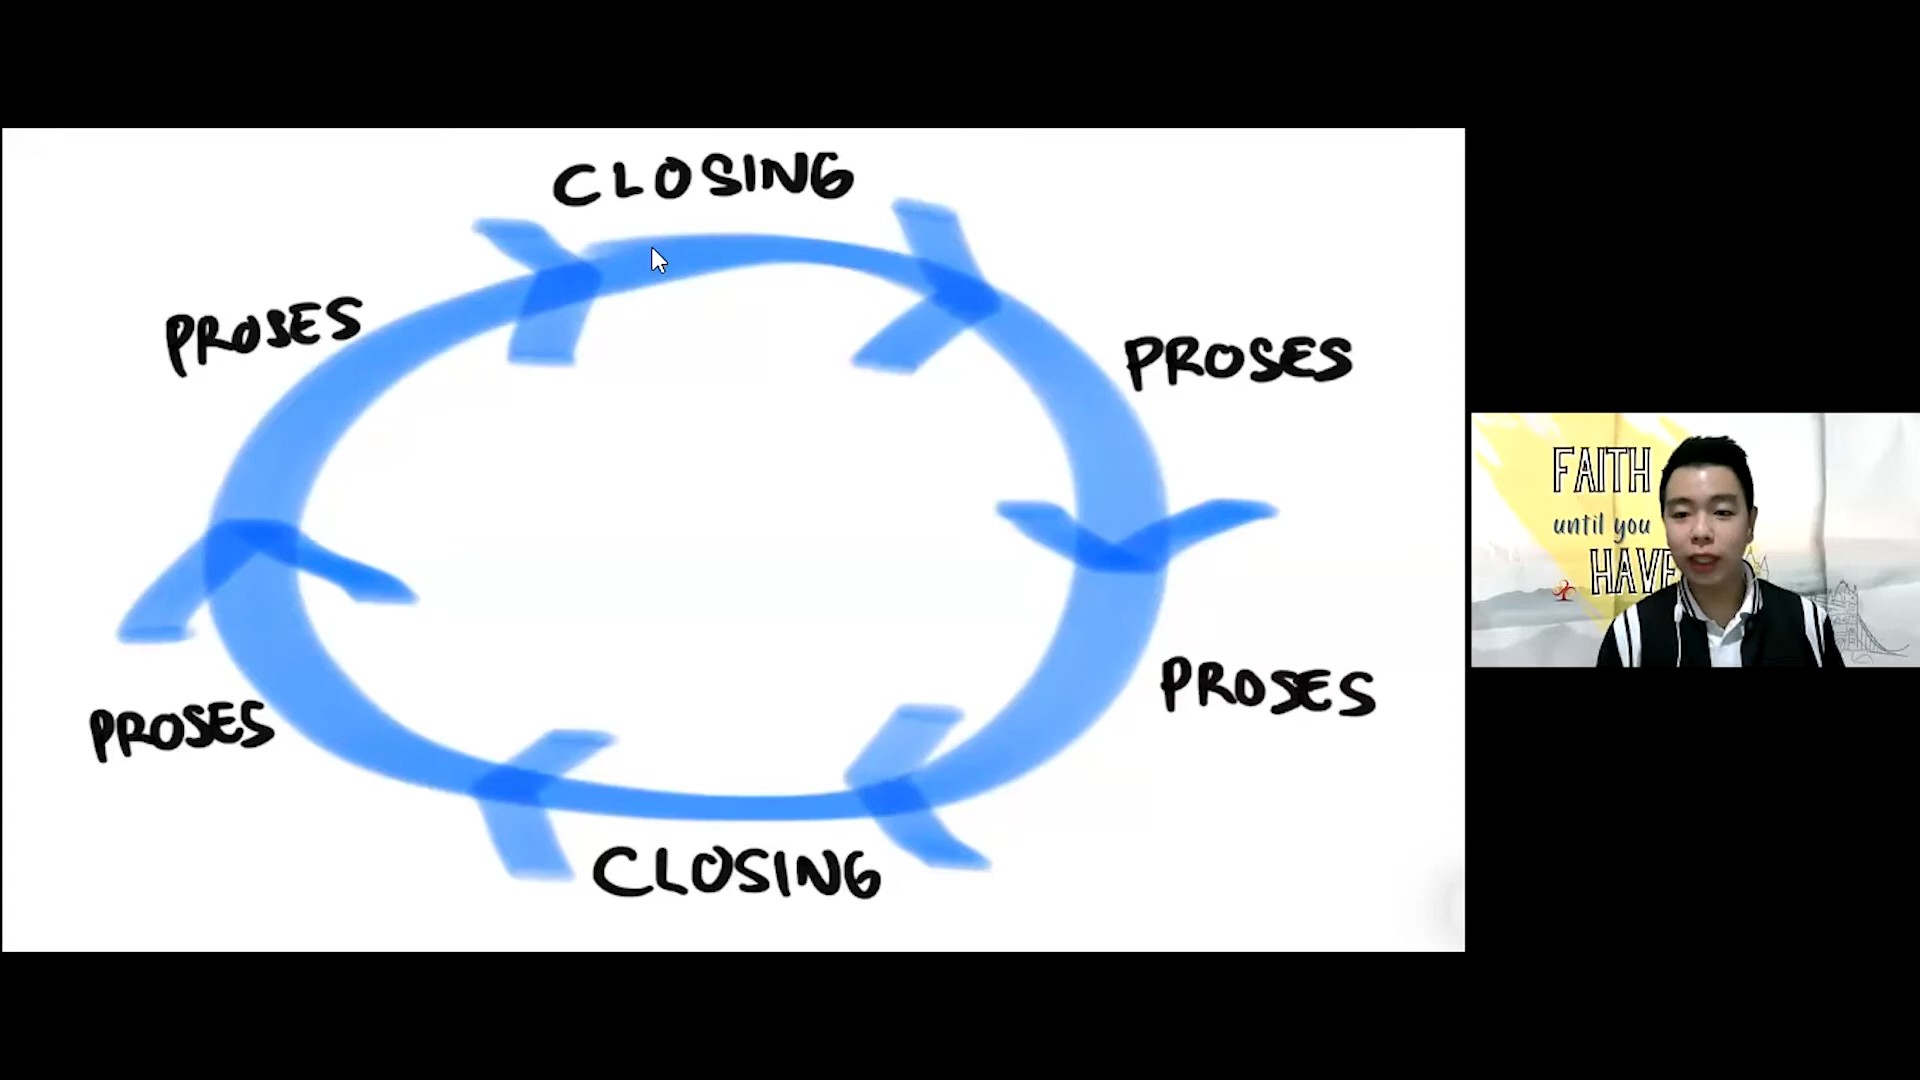 CLOSING
PROSES
PROSES
PROSES
PROSES
CLOSING
FAITH
until you
HAVE